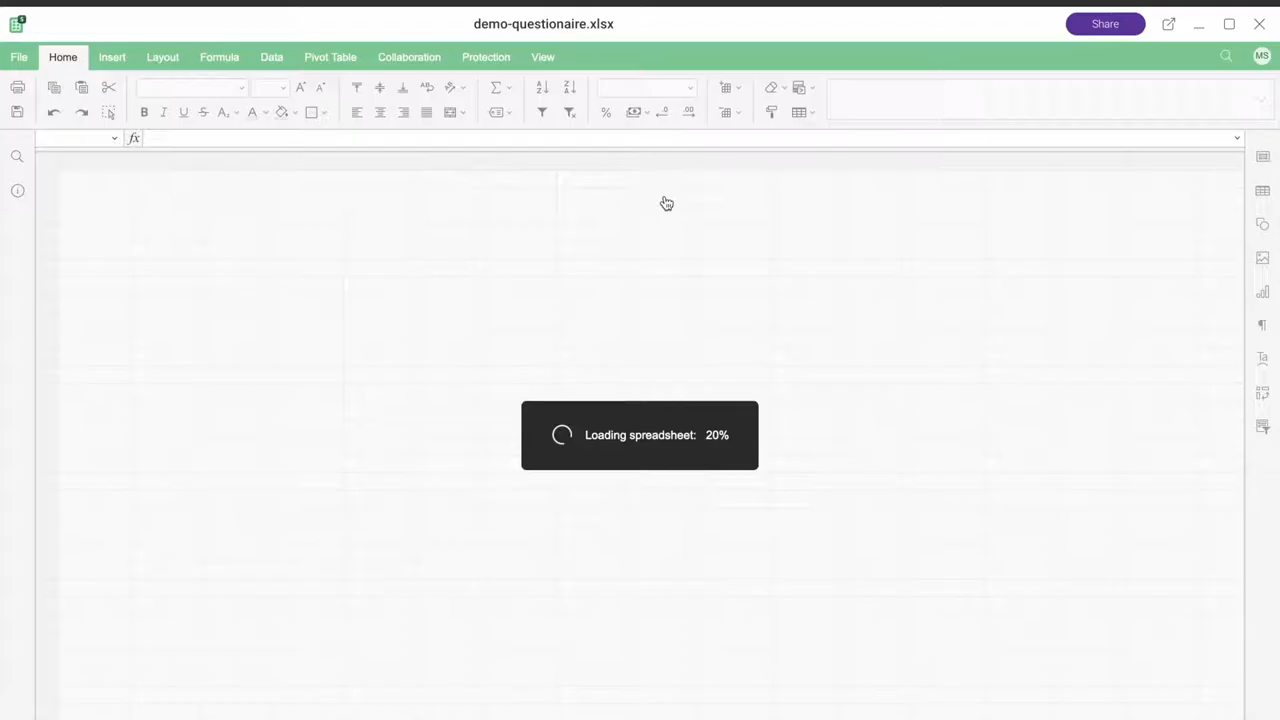 demo-questionaire.xlsx
Share
File Home Insert Layout Formula Data Pivot Table Collaboration Protection View
MS
fx
Loading spreadsheet: 20%